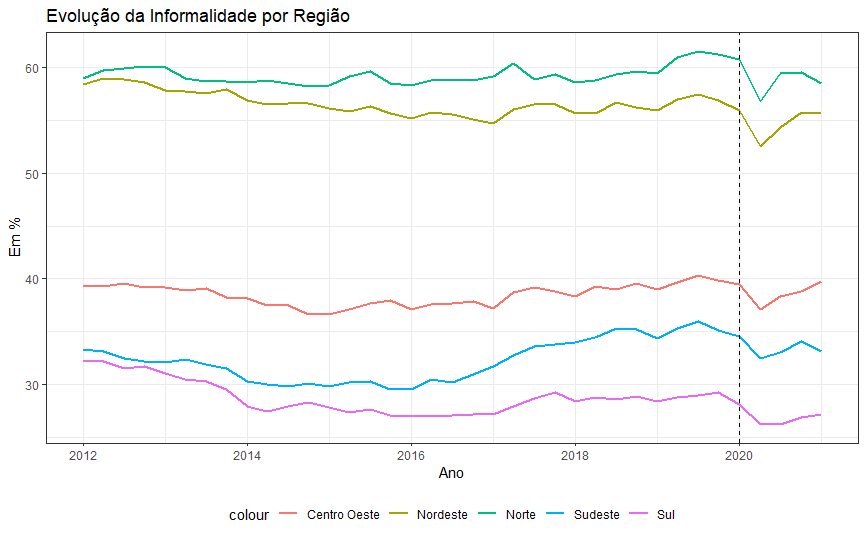 Evolução da Informalidade por Região
Em %
60
50
40
30
2012 2014 2016 2018 2020
Ano
colour Centro Oeste Nordeste Norte Sudeste Sul